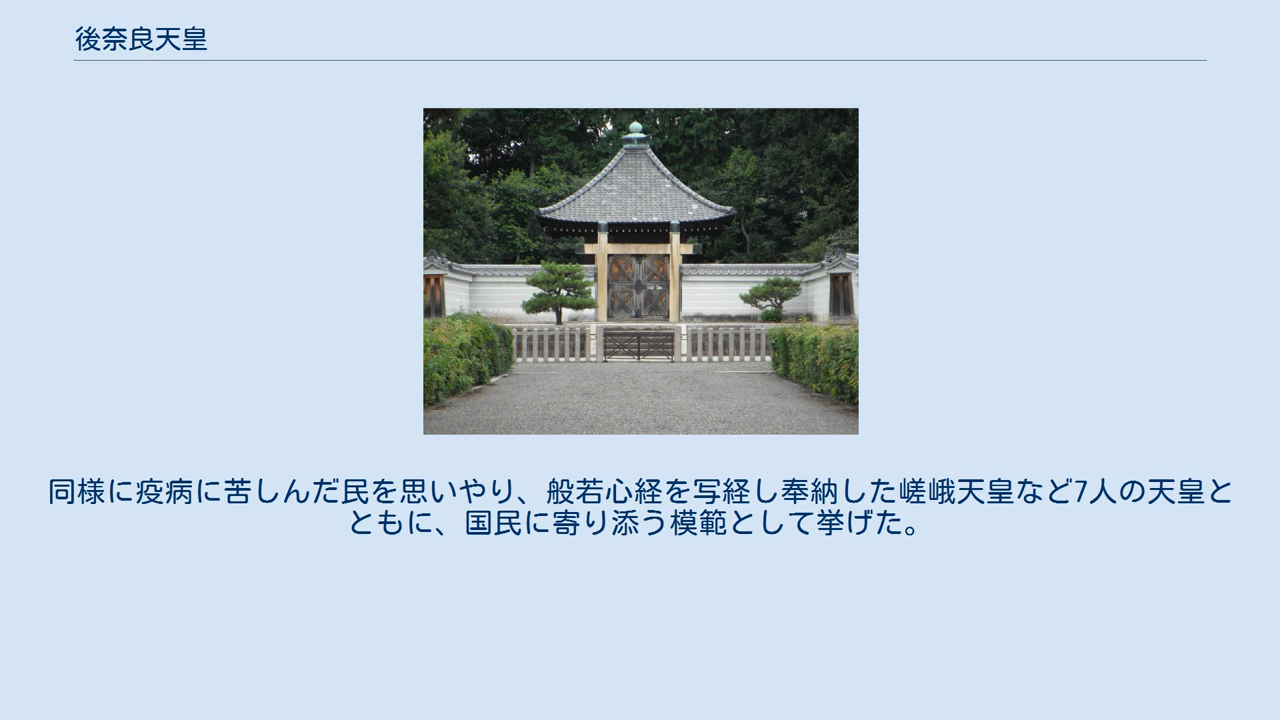 後奈良天皇
同様に疫病に苦しんだ民を思いやり、般若心経を写経し奉納した嵯峨天皇など7人の天皇と
ともに、国民に寄り添う模範として挙げた。